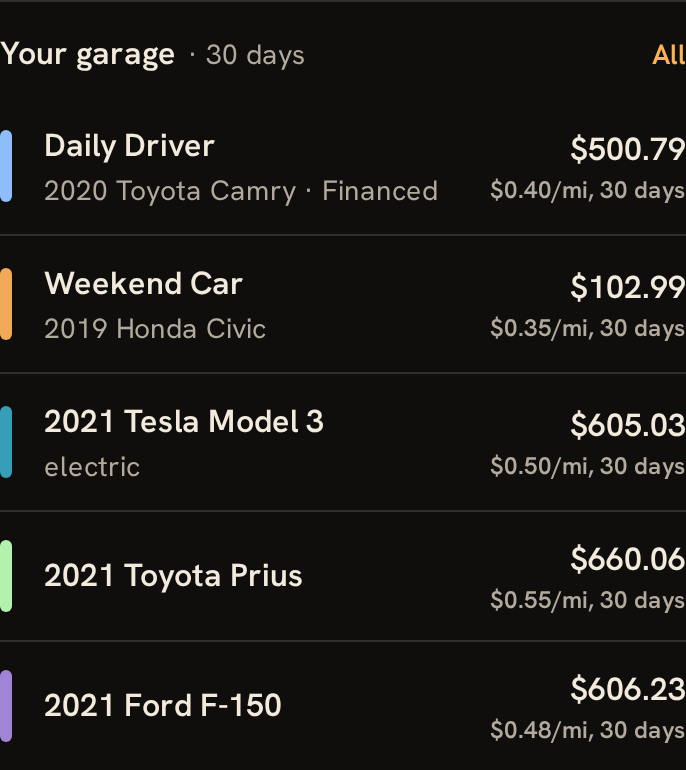 Your garage · 30 days All
Daily Driver $500.79
2020 Toyota Camry · Financed $0.40/mi, 30 days
Weekend Car $102.99
2019 Honda Civic $0.35/mi, 30 days
2021 Tesla Model 3 $605.03
electric $0.50/mi, 30 days
2021 Toyota Prius $660.06
$0.55/mi, 30 days
2021 Ford F-150 $606.23
$0.48/mi, 30 days